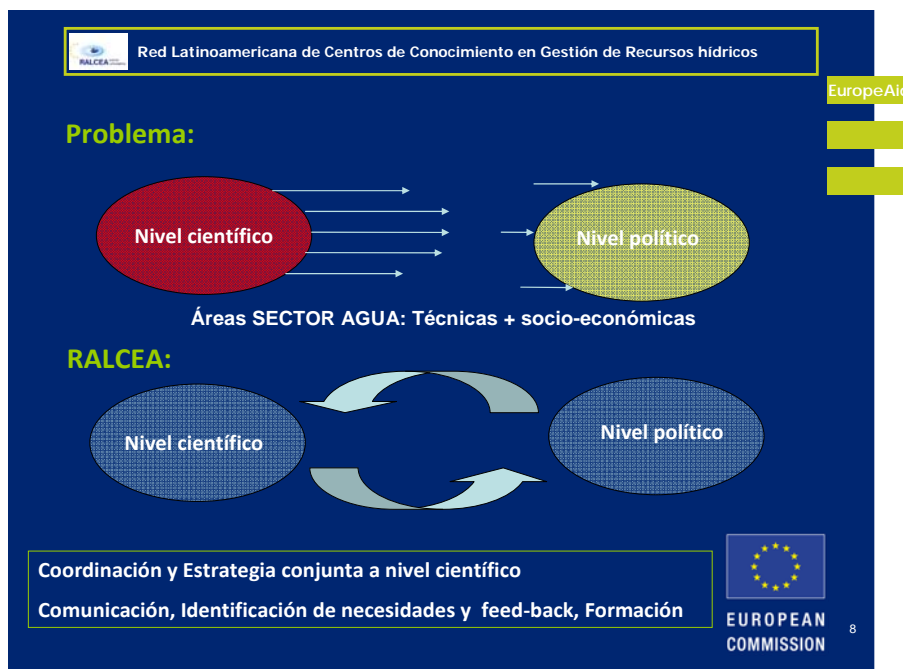 RALCEA
Red Latinoamericana de Centros de Conocimiento en Gestión de Recursos hídricos
EuropeAid
Problema:
Nivel científico
Nivel político
Áreas SECTOR AGUA: Técnicas + socio-económicas
RALCEA:
Nivel científico
Nivel político
Coordinación y Estrategia conjunta a nivel científico
Comunicación, Identificación de necesidades y feed-back, Formación
EUROPEAN
COMMISSION
8